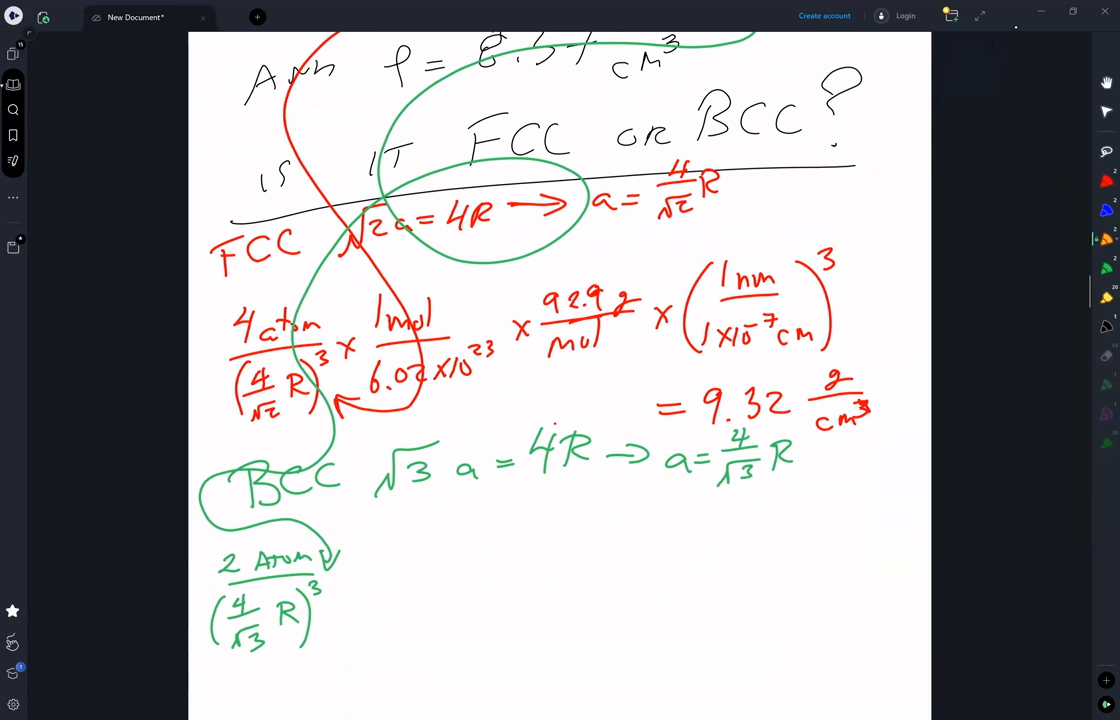 New Document*
Create account
Login
ρ = 8.57 / cm³
is IT FCC OR BCC?
FCC √2 a = 4R → a = 4/√2 R
4 atom / (4/√2 R)³ × 1 mol / 6.02 × 10²³ × 92.9 g / mol × (1 nm / 1×10⁻⁷ cm)³
= 9.32 g / cm³
BCC √3 a = 4R → a = 4/√3 R
2 Atom / (4/√3 R)³